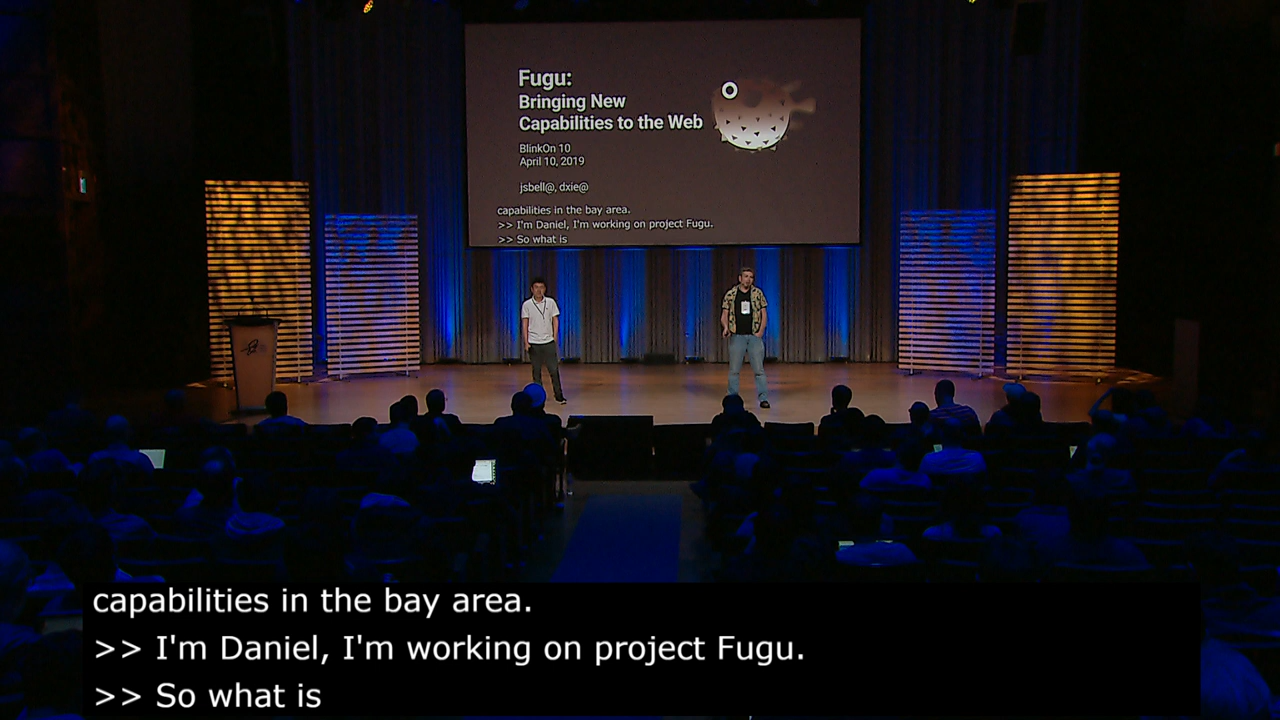 Fugu:
Bringing New
Capabilities to the Web
BlinkOn 10
April 10, 2019
jsbell@, dxie@
capabilities in the bay area.
>> I'm Daniel, I'm working on project Fugu.
>> So what is
capabilities in the bay area.
>> I'm Daniel, I'm working on project Fugu.
>> So what is